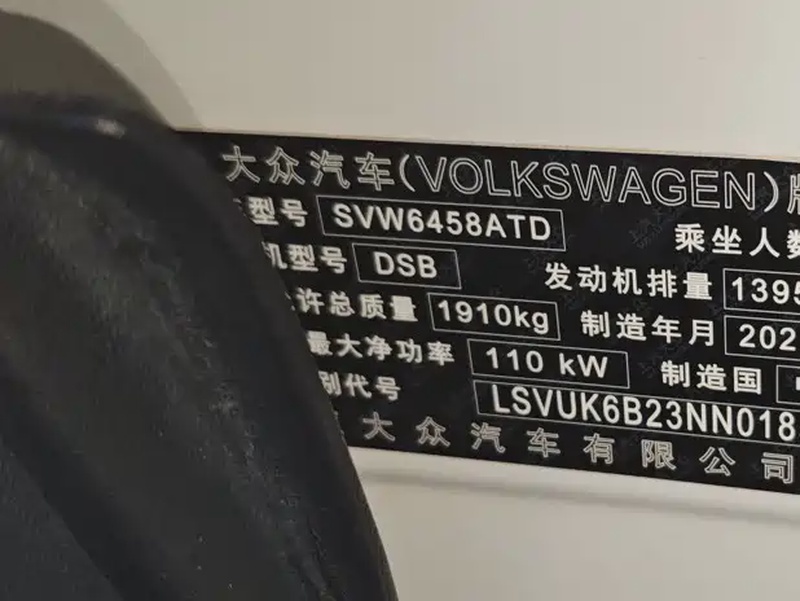 大众汽车(VOLKSWAGEN)牌
型号 SVW6458ATD 乘坐人数
机型号 DSB 发动机排量 1395
许总质量 1910kg 制造年月 202
最大净功率 110 kW 制造国
别代号 LSVUK6B23NN018
大众汽车有限公司